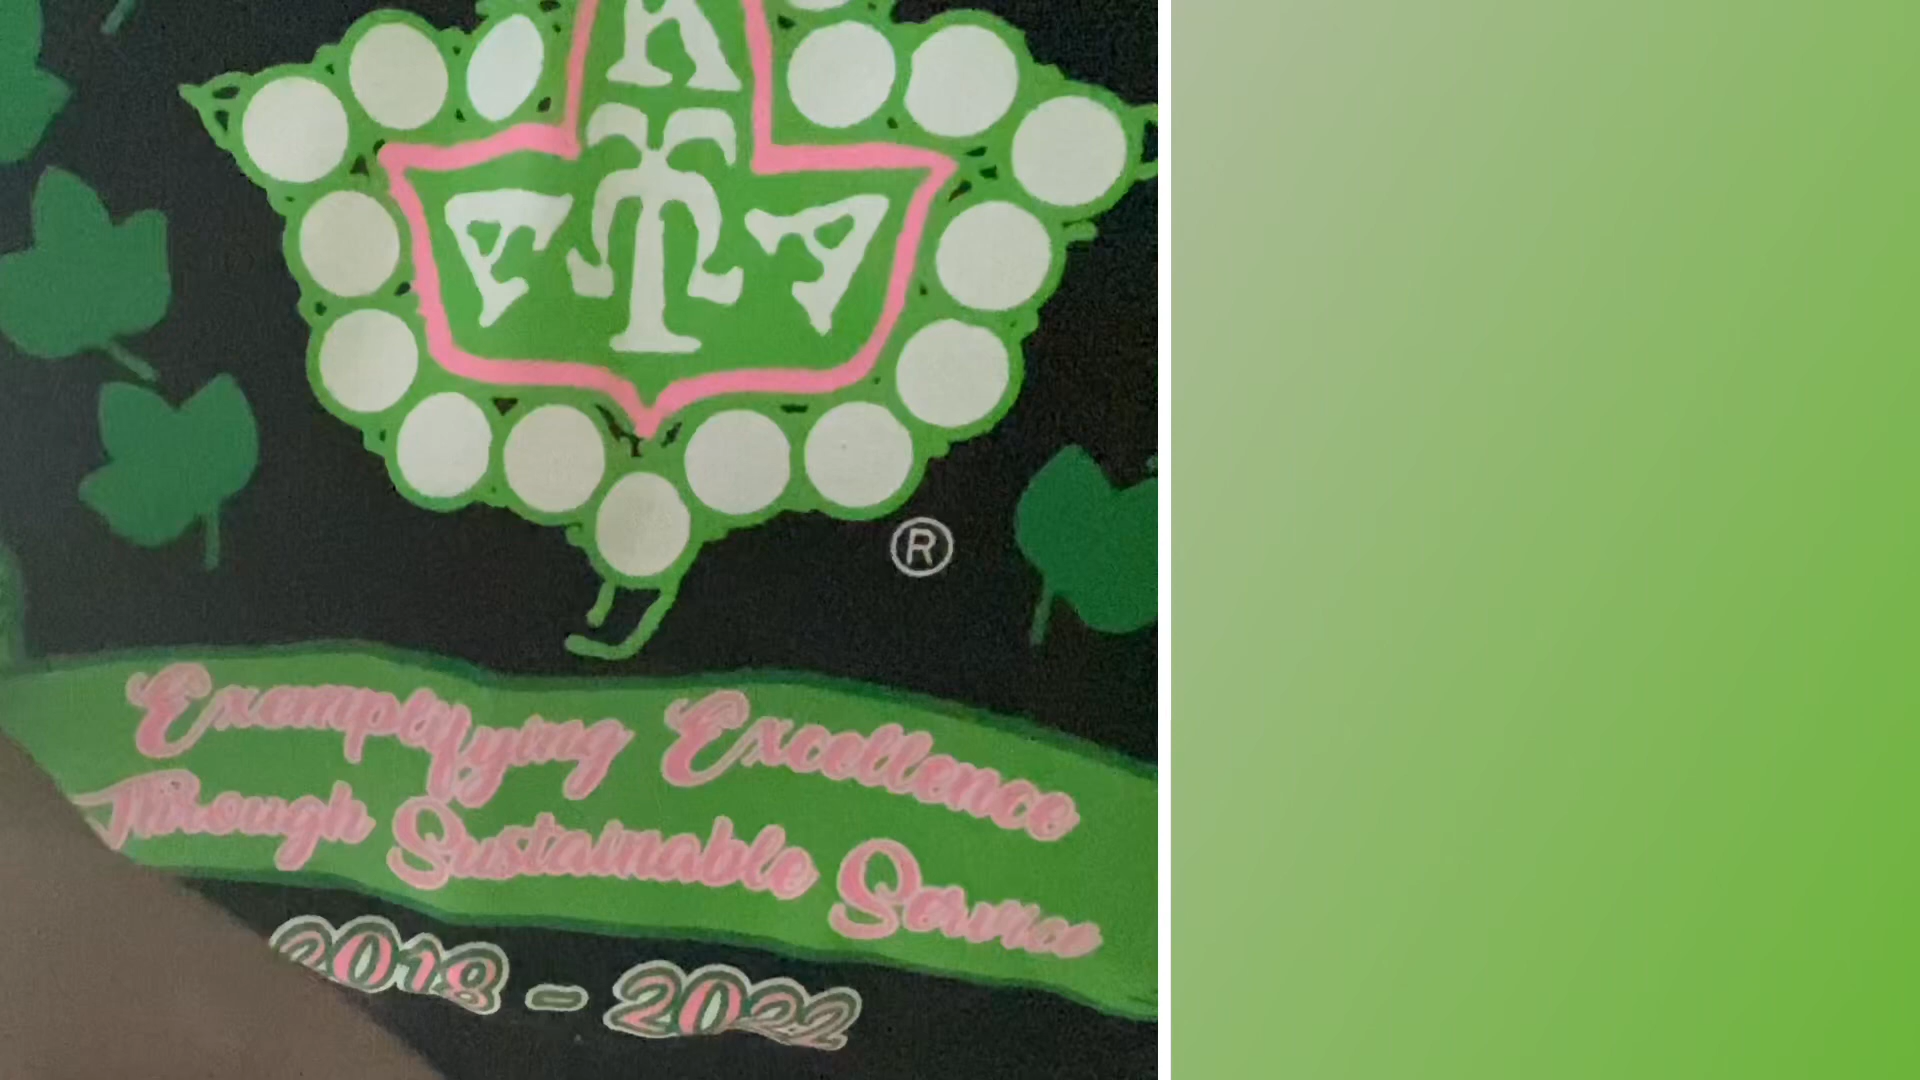 K
A T A
®
Exemplifying Excellence
Through Sustainable Service
2018 - 2022